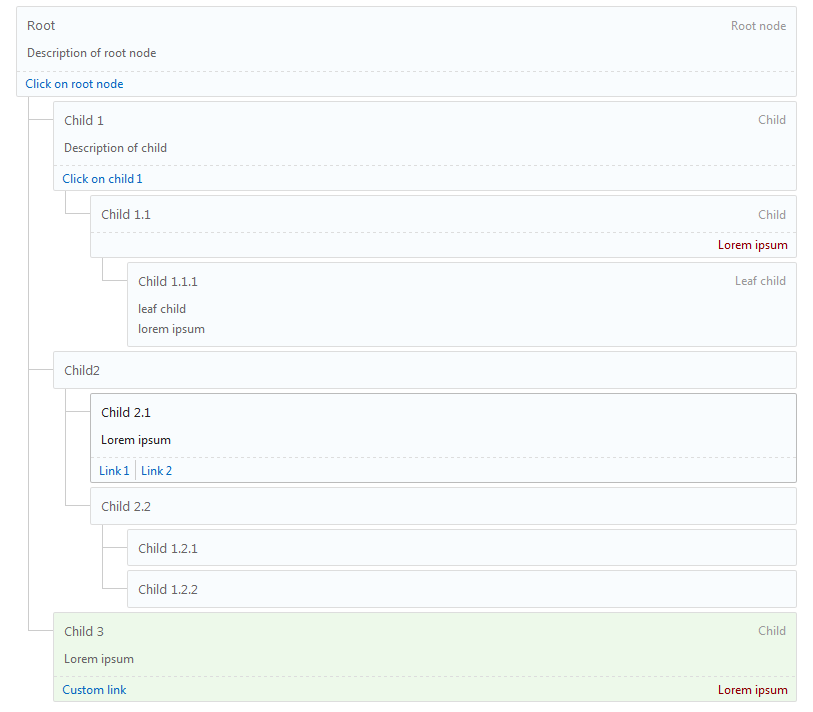 Root Root node
Description of root node
Click on root node
Child 1 Child
Description of child
Click on child 1
Child 1.1 Child
Lorem ipsum
Child 1.1.1 Leaf child
leaf child
lorem ipsum
Child2
Child 2.1
Lorem ipsum
Link 1 Link 2
Child 2.2
Child 1.2.1
Child 1.2.2
Child 3 Child
Lorem ipsum
Custom link Lorem ipsum